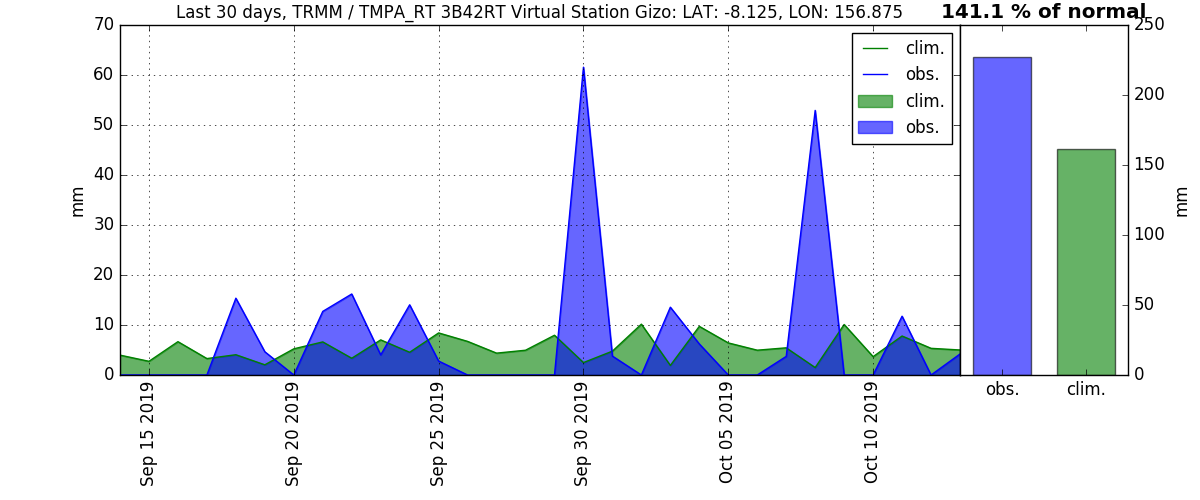 Last 30 days, TRMM / TMPA_RT 3B42RT Virtual Station Gizo: LAT: -8.125, LON: 156.875
141.1 % of normal
70
60
50
40
30
20
10
0
mm
clim.
obs.
clim.
obs.
Sep 15 2019
Sep 20 2019
Sep 25 2019
Sep 30 2019
Oct 05 2019
Oct 10 2019
250
200
150
100
50
0
mm
obs.
clim.